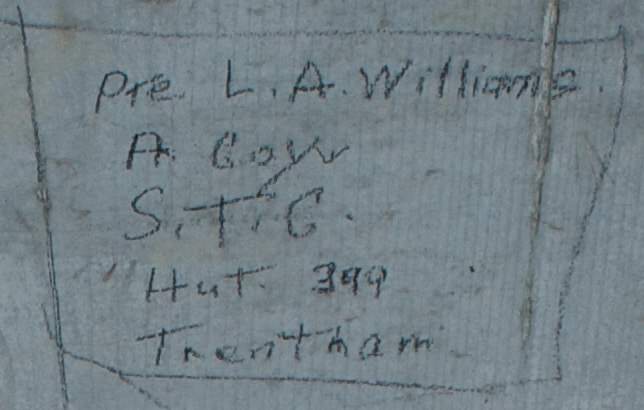 Pte L.A. Williams.
A Coy
S.T.C.
Hut. 399
Trentham